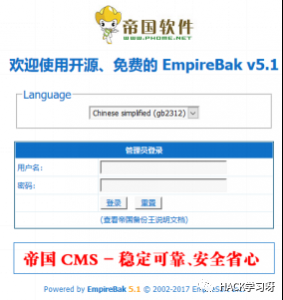 帝国软件
WWW.PHOME.NET
欢迎使用开源、免费的 EmpireBak v5.1
Language
Chinese simplified (gb2312)
管理员登录
用户名:
密码:
登录 重置
(查看帝国备份王说明文档)
帝国 CMS - 稳定可靠、安全省心
Powered by EmpireBak 5.1 © 2002-2017
HACK学习呀